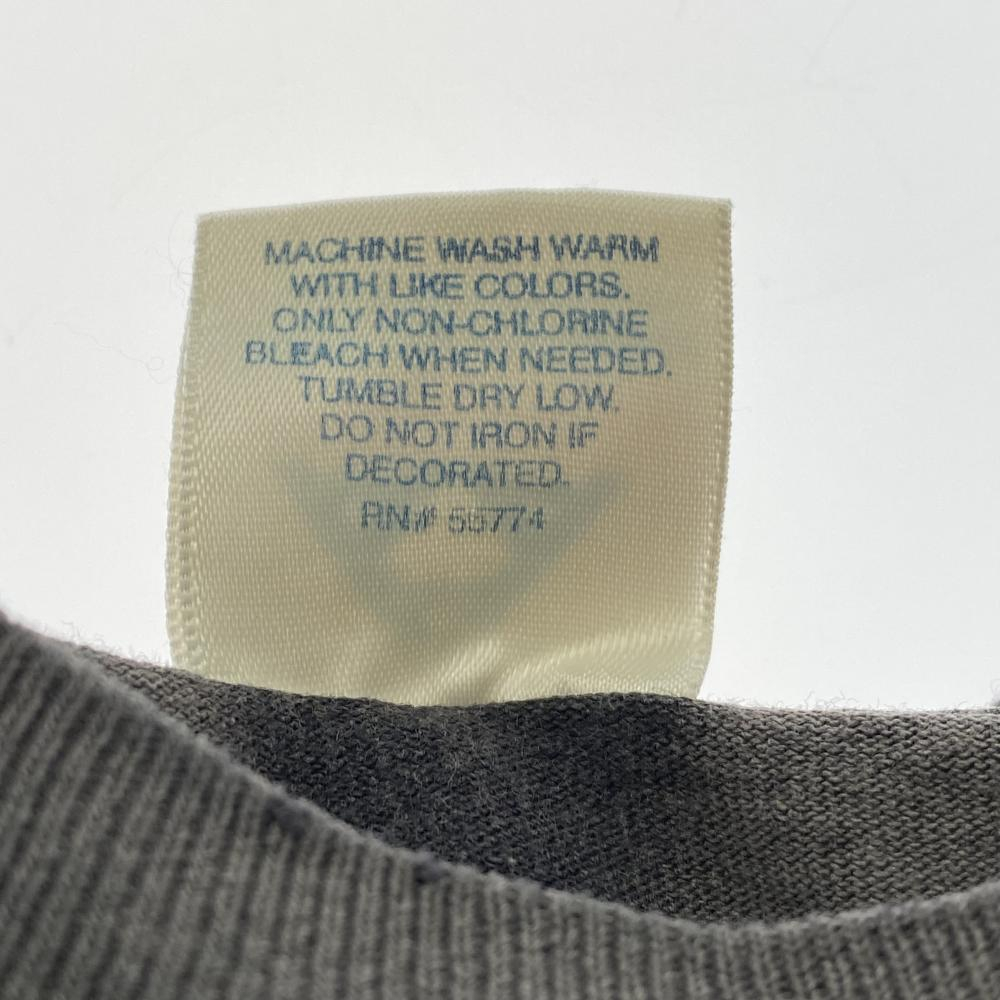 MACHINE WASH WARM
WITH LIKE COLORS.
ONLY NON-CHLORINE
BLEACH WHEN NEEDED.
TUMBLE DRY LOW.
DO NOT IRON IF
DECORATED.
RN# 55774